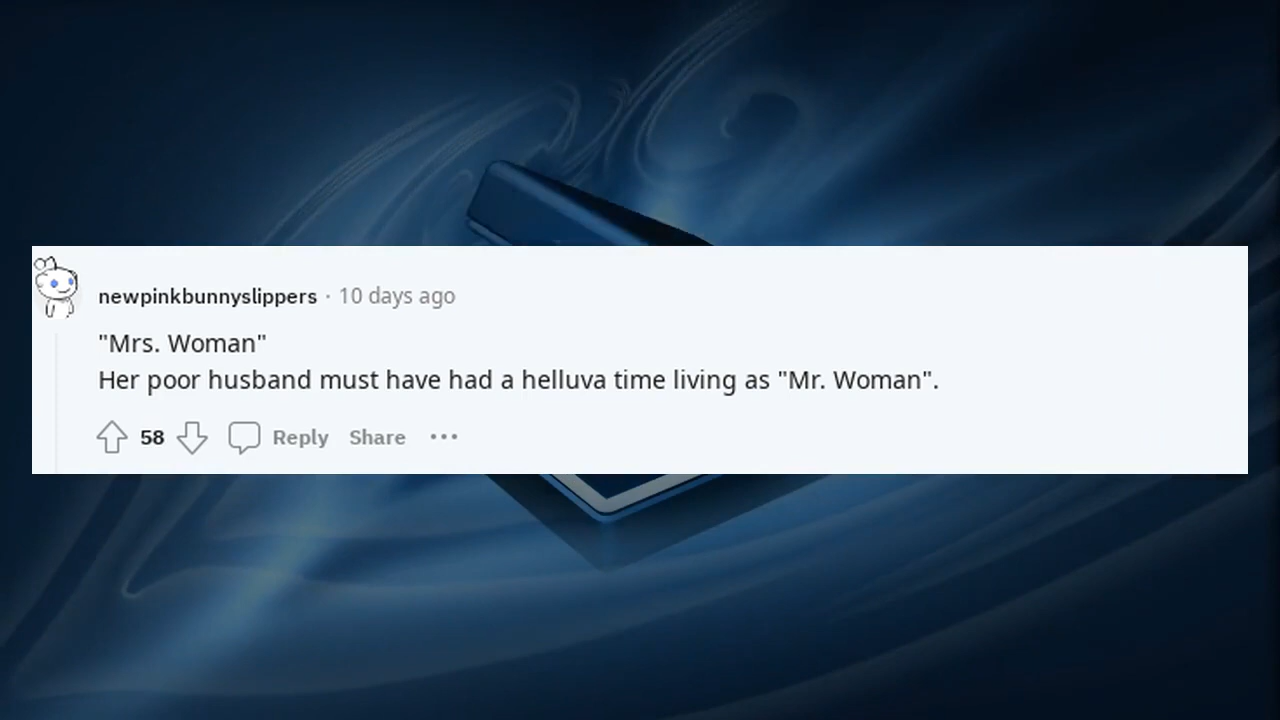 newpinkbunnyslippers · 10 days ago
"Mrs. Woman"
Her poor husband must have had a helluva time living as "Mr. Woman".
58 Reply Share •••